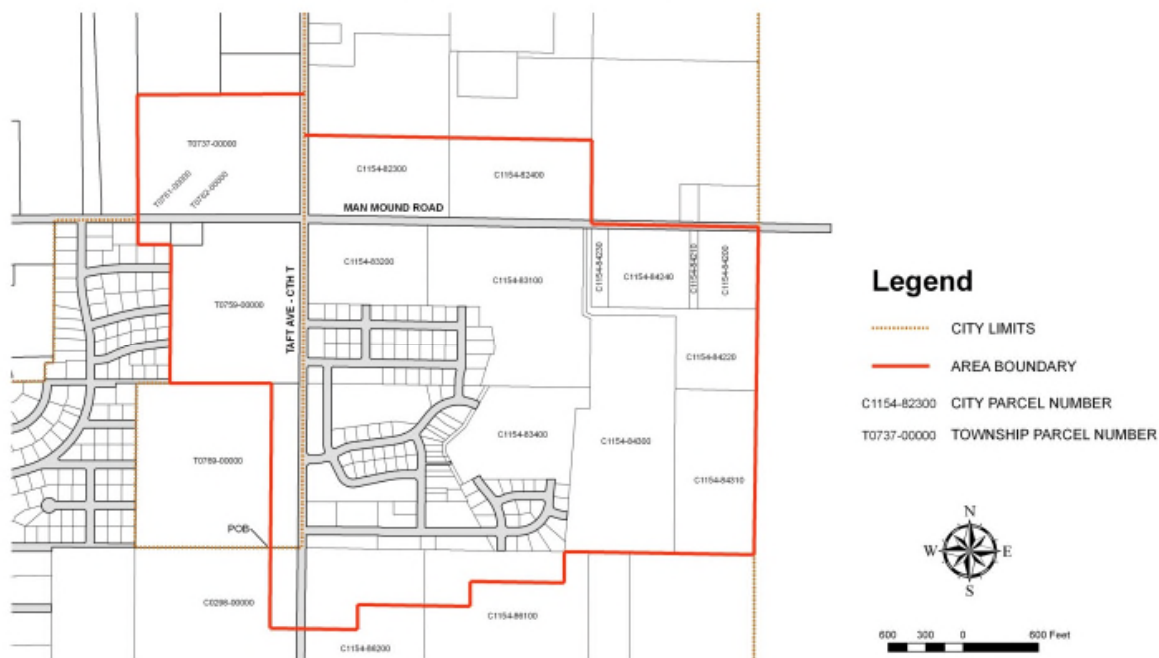 T0737-00000
T0761-00000
T0762-00000
C1154-82300
C1154-82400
MAN MOUND ROAD
C1154-83200
C1154-83100
C1154-84230
C1154-84240
C1154-84210
C1154-84200
T0759-00000
TAFT AVE - CTH T
C1154-84220
C1154-83400
C1154-84300
T0769-00000
C1154-84310
POB
C0298-00000
C1154-86100
C1154-86200
Legend
CITY LIMITS
AREA BOUNDARY
C1154-82300 CITY PARCEL NUMBER
T0737-00000 TOWNSHIP PARCEL NUMBER
N
W E
S
600 300 0 600 Feet